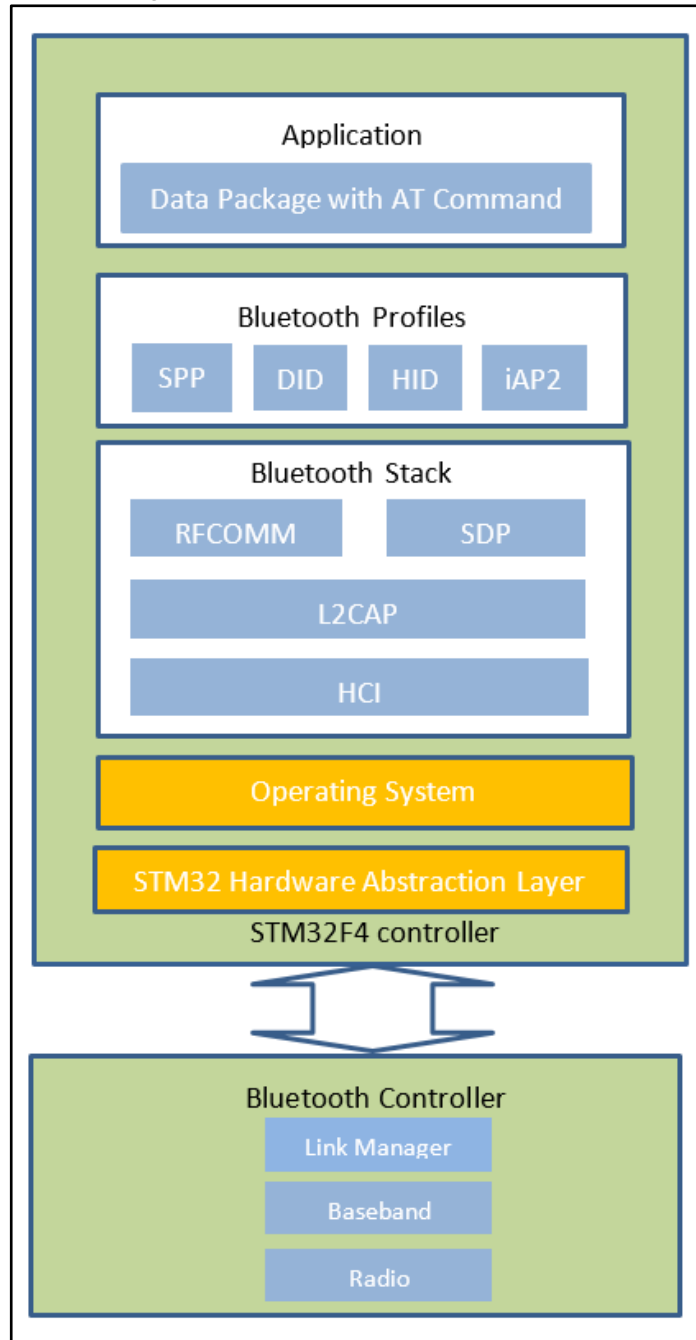 Application
Data Package with AT Command
Bluetooth Profiles
SPP DID HID iAP2
Bluetooth Stack
RFCOMM SDP
L2CAP
HCI
Operating System
STM32 Hardware Abstraction Layer
STM32F4 controller
Bluetooth Controller
Link Manager
Baseband
Radio